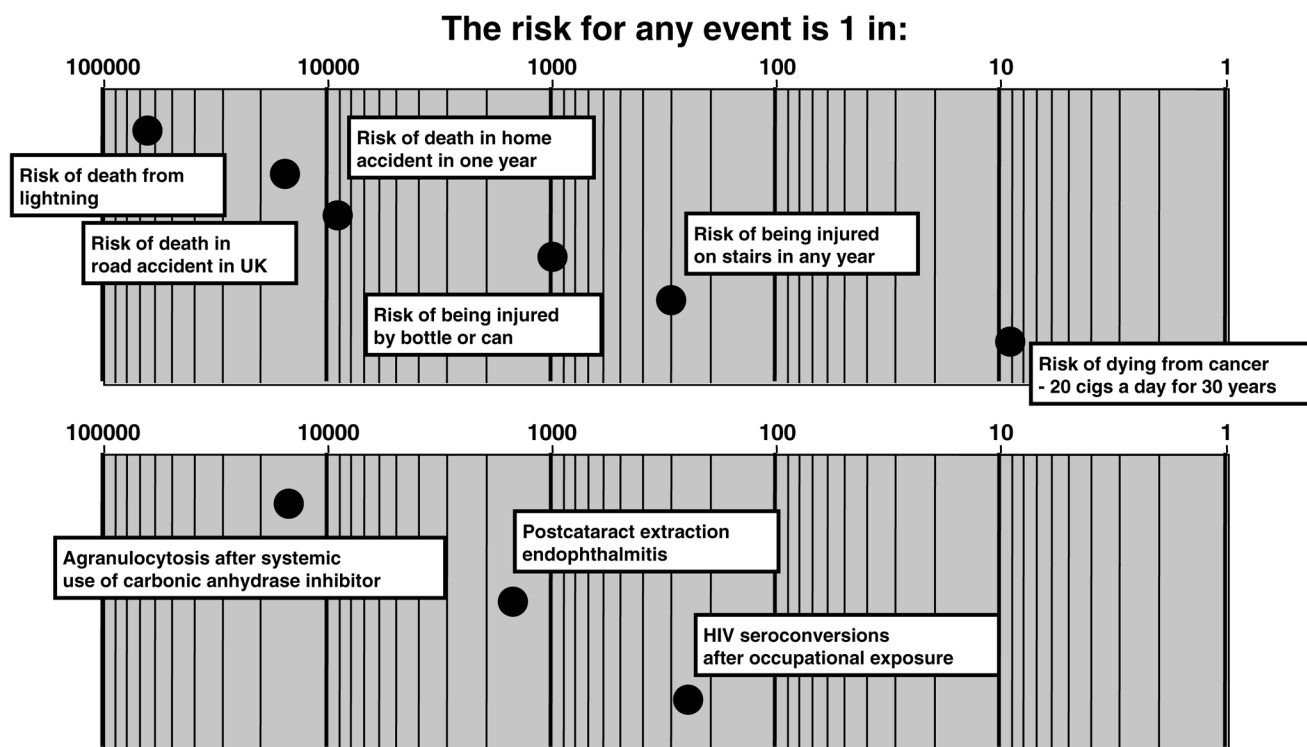 The risk for any event is 1 in:
100000 10000 1000 100 10 1
Risk of death in home
accident in one year
Risk of death from
lightning
Risk of being injured
on stairs in any year
Risk of death in
road accident in UK
Risk of being injured
by bottle or can
Risk of dying from cancer
- 20 cigs a day for 30 years
100000 10000 1000 100 10 1
Postcataract extraction
endophthalmitis
Agranulocytosis after systemic
use of carbonic anhydrase inhibitor
HIV seroconversions
after occupational exposure